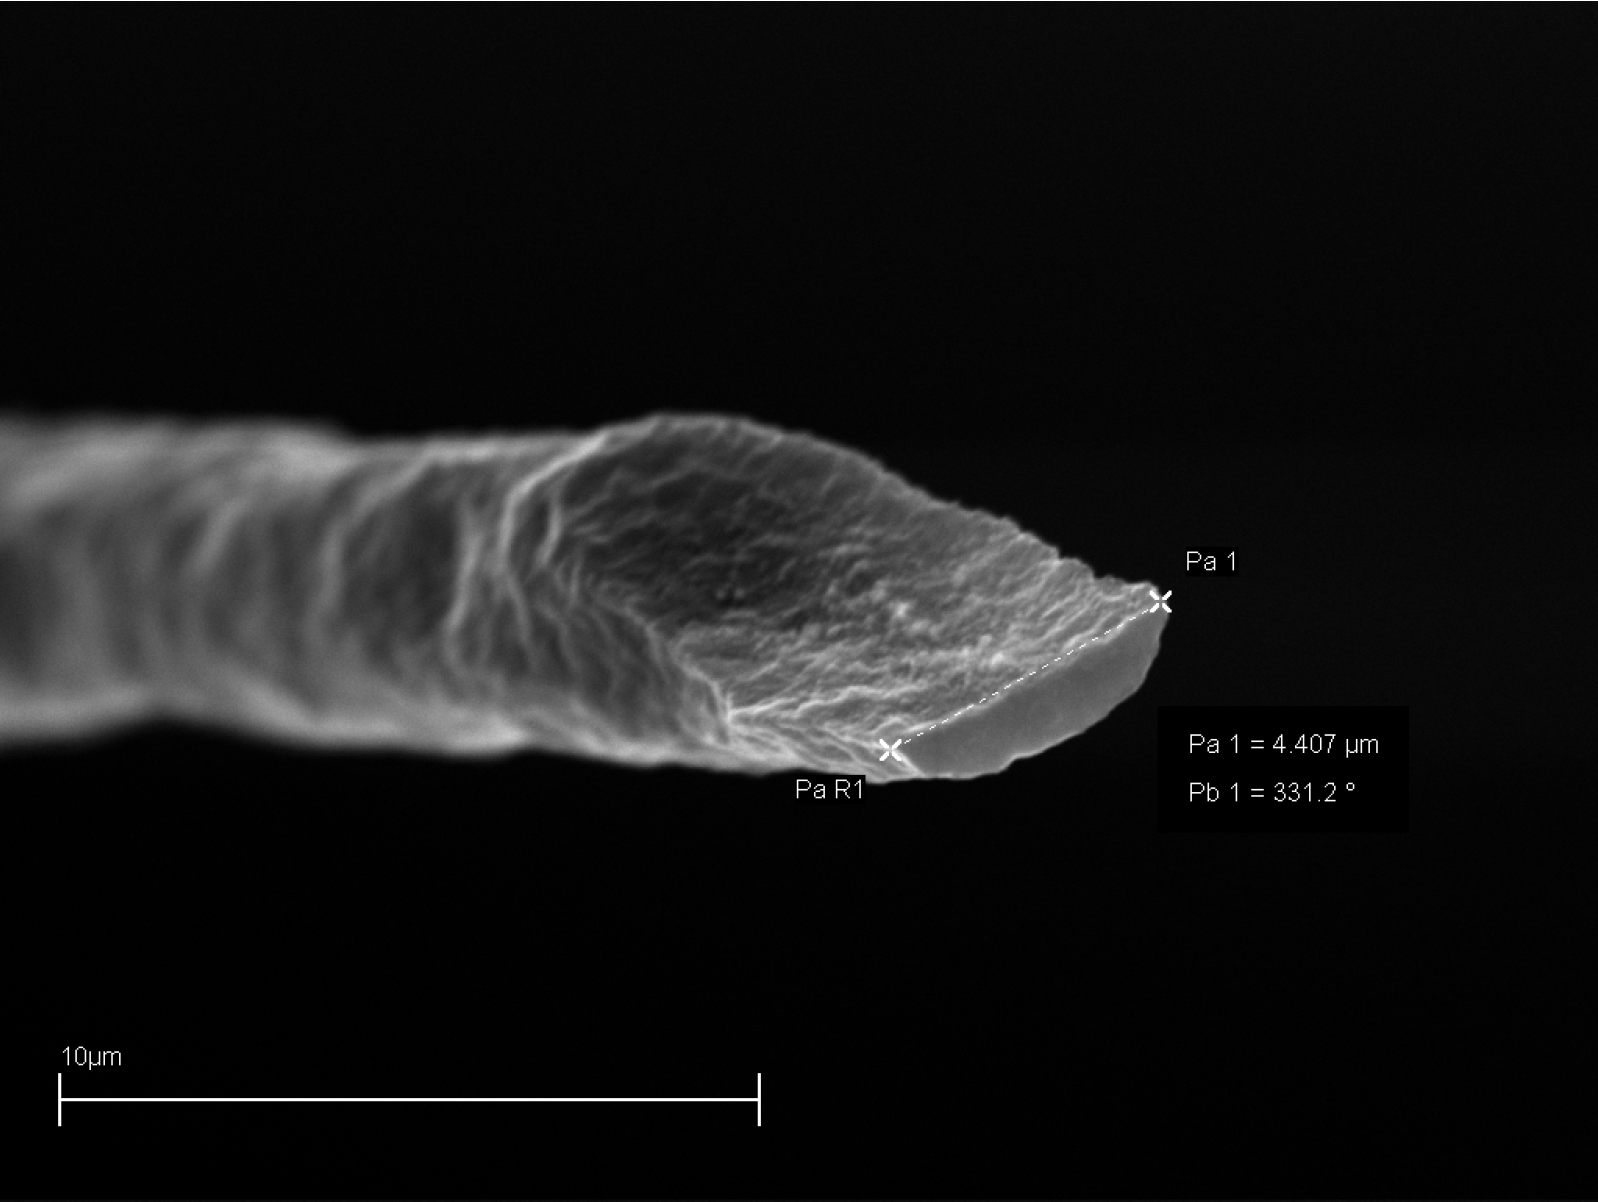 Pa 1
Pa 1 = 4.407 µm
Pa R1
Pb 1 = 331.2 º
10µm